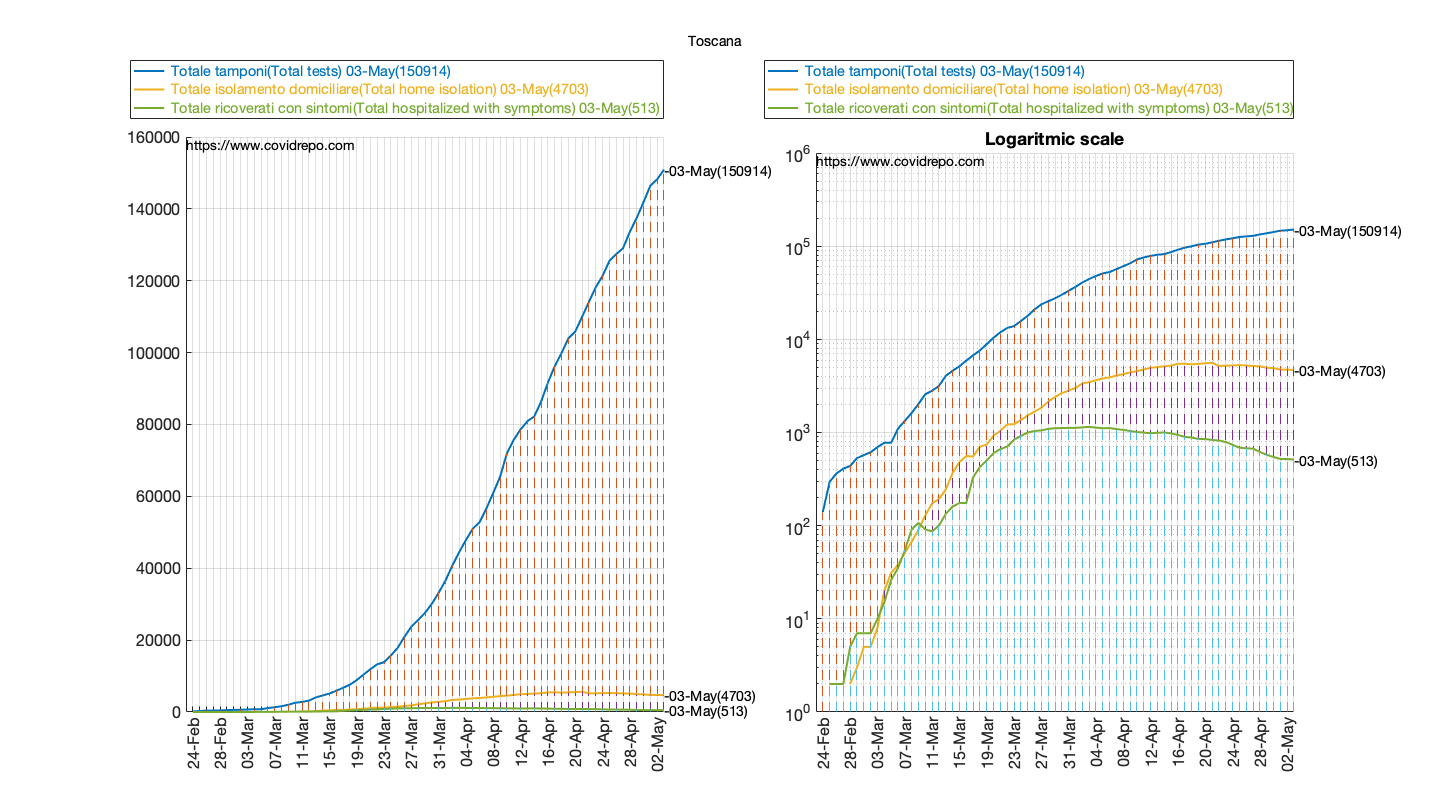 Toscana
Totale tamponi(Total tests) 03-May(150914)
Totale isolamento domiciliare(Total home isolation) 03-May(4703)
Totale ricoverati con sintomi(Total hospitalized with symptoms) 03-May(513)
160000
140000
120000
100000
80000
60000
40000
20000
0
https://www.covidrepo.com
-03-May(150914)
-03-May(4703)
-03-May(513)
24-Feb
28-Feb
03-Mar
07-Mar
11-Mar
15-Mar
19-Mar
23-Mar
27-Mar
31-Mar
04-Apr
08-Apr
12-Apr
16-Apr
20-Apr
24-Apr
28-Apr
02-May
Totale tamponi(Total tests) 03-May(150914)
Totale isolamento domiciliare(Total home isolation) 03-May(4703)
Totale ricoverati con sintomi(Total hospitalized with symptoms) 03-May(513)
Logaritmic scale
10^6
10^5
10^4
10^3
10^2
10^1
10^0
https://www.covidrepo.com
-03-May(150914)
-03-May(4703)
-03-May(513)
24-Feb
28-Feb
03-Mar
07-Mar
11-Mar
15-Mar
19-Mar
23-Mar
27-Mar
31-Mar
04-Apr
08-Apr
12-Apr
16-Apr
20-Apr
24-Apr
28-Apr
02-May